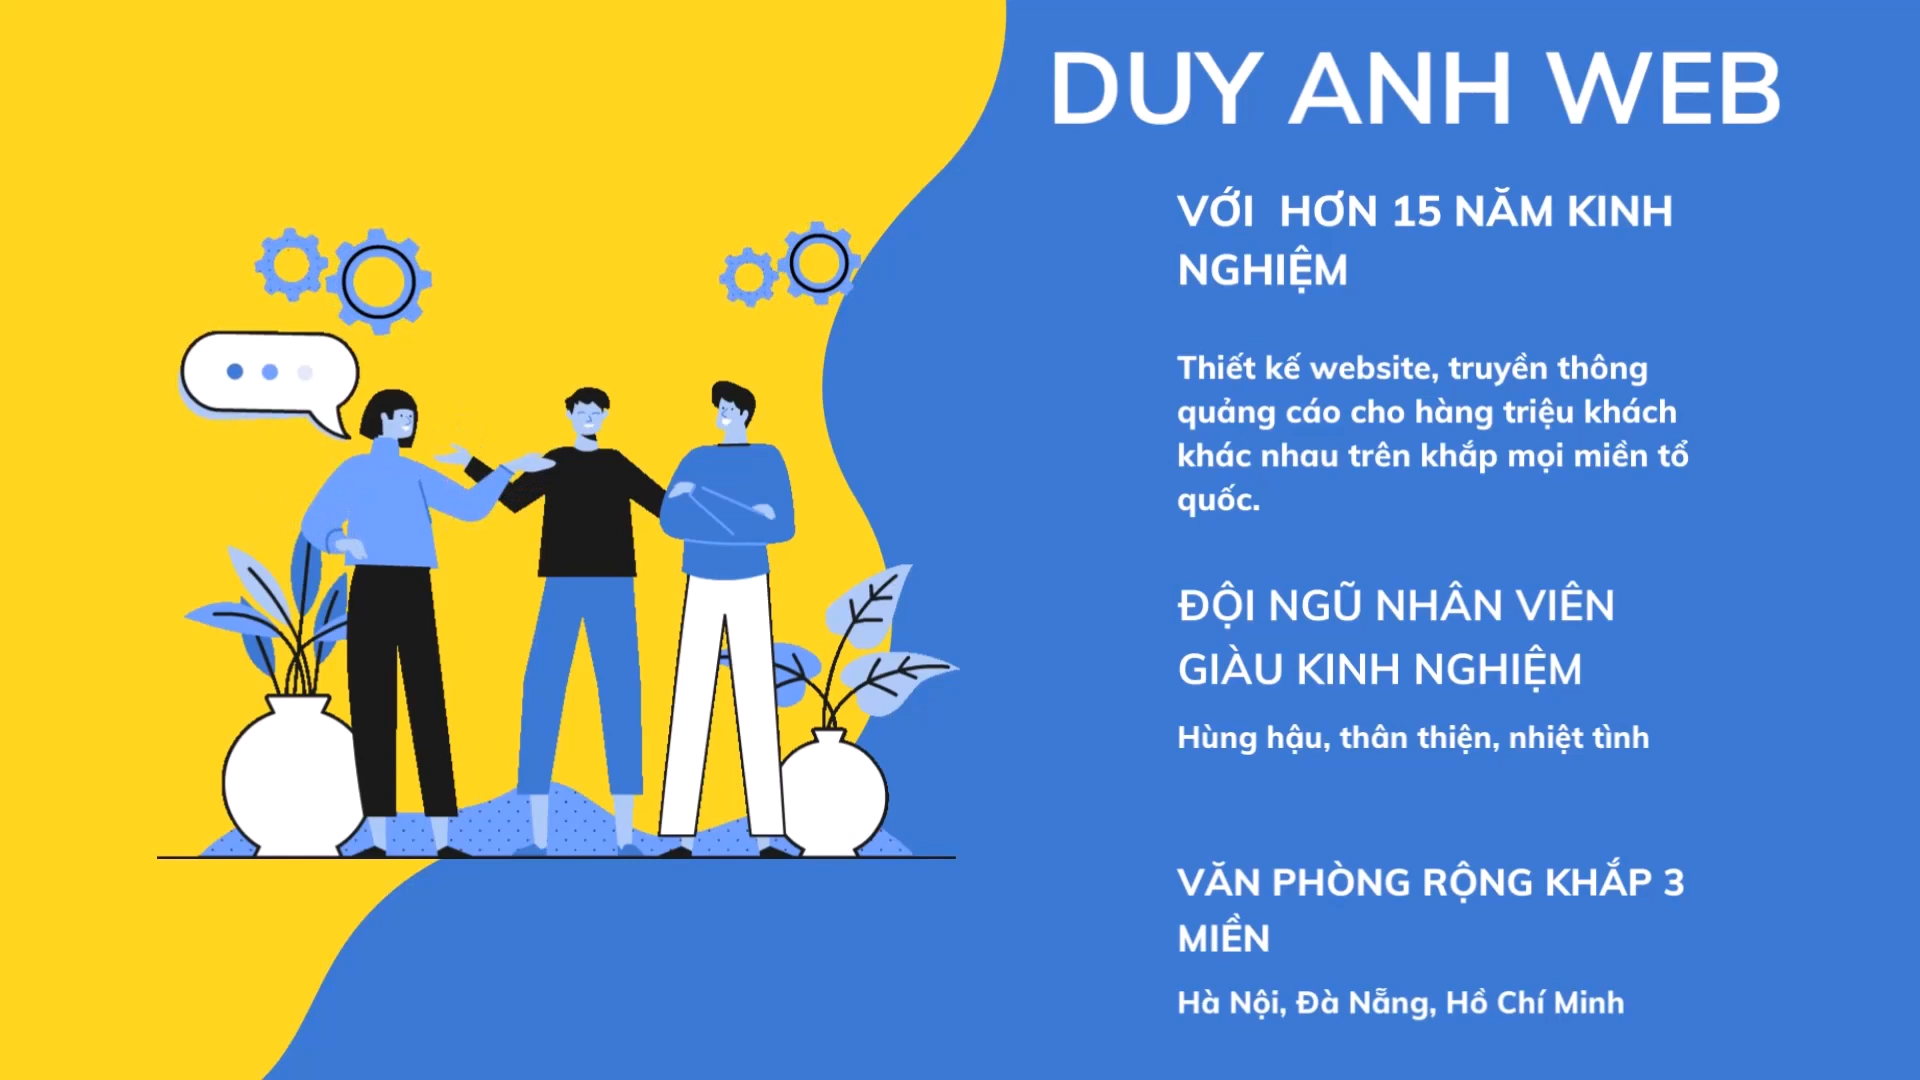 DUY ANH WEB
VỚI HƠN 15 NĂM KINH
NGHIỆM
Thiết kế website, truyền thông
quảng cáo cho hàng triệu khách
khác nhau trên khắp mọi miền tổ
quốc.
ĐỘI NGŨ NHÂN VIÊN
GIÀU KINH NGHIỆM
Hùng hậu, thân thiện, nhiệt tình
VĂN PHÒNG RỘNG KHẮP 3
MIỀN
Hà Nội, Đà Nẵng, Hồ Chí Minh